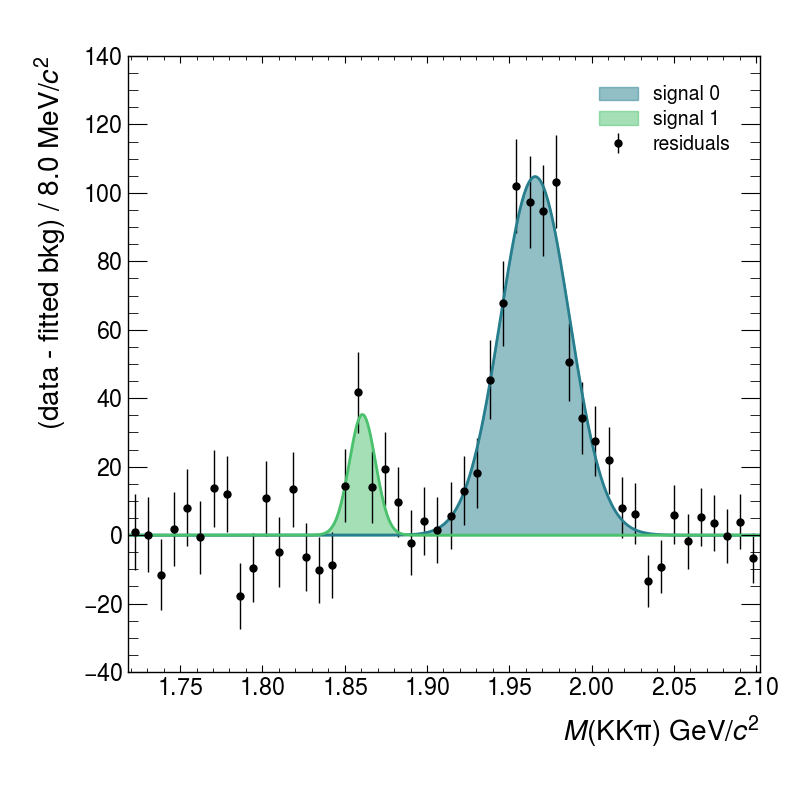 (data - fitted bkg) / 8.0 MeV/c²
140
120
100
80
60
40
20
0
−20
−40
signal 0
signal 1
residuals
1.75 1.80 1.85 1.90 1.95 2.00 2.05 2.10
M(KKπ) GeV/c²